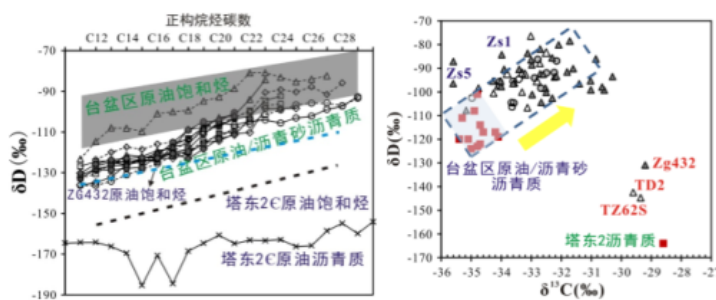 正构烷烃碳数
C12 C14 C16 C18 C20 C22 C24 C26 C28
-70
-90
-110
-130
-150
-170
-190
δD(‰)
台盆区原油饱和烃
台盆区原油/沥青砂沥青质
ZG432原油饱和烃
塔东2Є原油饱和烃
塔东2Є原油沥青质
-70
-80
-90
-100
-110
-120
-130
-140
-150
-160
-170
δD(‰)
Zs1
Zs5
台盆区原油/沥青砂
沥青质
Zg432
TD2
TZ62S
塔东2沥青质
-36 -35 -34 -33 -32 -31 -30 -29 -28
δ¹³C(‰)